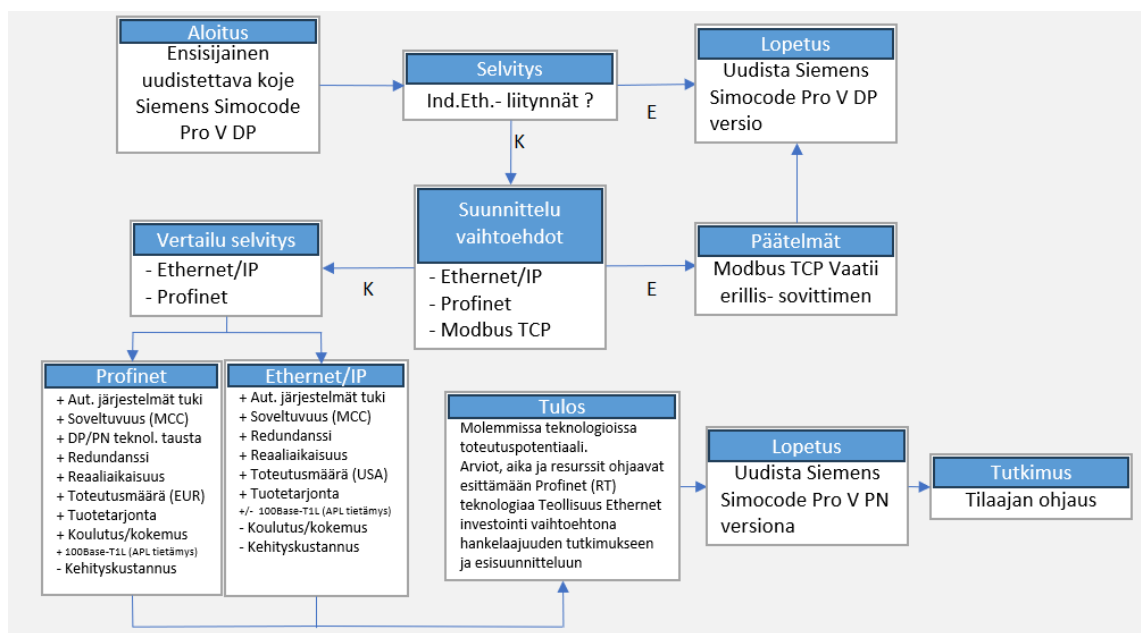 Aloitus
Ensisijainen
uudistettava koje
Siemens Simocode
Pro V DP
Selvitys
Ind.Eth.- liitynnät ?
E
K
Lopetus
Uudista Siemens
Simocode Pro V DP
versio
Suunnittelu
vaihtoehdot
- Ethernet/IP
- Profinet
- Modbus TCP
K
E
Vertailu selvitys
- Ethernet/IP
- Profinet
Päätelmät
Modbus TCP Vaatii
erillis- sovittimen
Profinet
+ Aut. järjestelmät tuki
+ Soveltuvuus (MCC)
+ DP/PN teknol. tausta
+ Redundanssi
+ Reaaliaikaisuus
+ Toteutusmäärä (EUR)
+ Tuotetarjonta
+ Koulutus/kokemus
+ 100Base-T1L (APL tietämys)
- Kehityskustannus
Ethernet/IP
+ Aut. järjestelmät tuki
+ Soveltuvuus (MCC)
+ Redundanssi
+ Reaaliaikaisuus
+ Toteutusmäärä (USA)
+ Tuotetarjonta
+/- 100Base-T1L (APL tietämys)
- Koulutus/kokemus
- Kehityskustannus
Tulos
Molemmissa teknologioissa
toteutuspotentiaali.
Arviot, aika ja resurssit ohjaavat
esittämään Profinet (RT)
teknologiaa Teollisuus Ethernet
investointi vaihtoehtona
hankelaajuuden tutkimukseen
ja esisuunnitteluun
Lopetus
Uudista Siemens
Simocode Pro V PN
versiona
Tutkimus
Tilaajan ohjaus